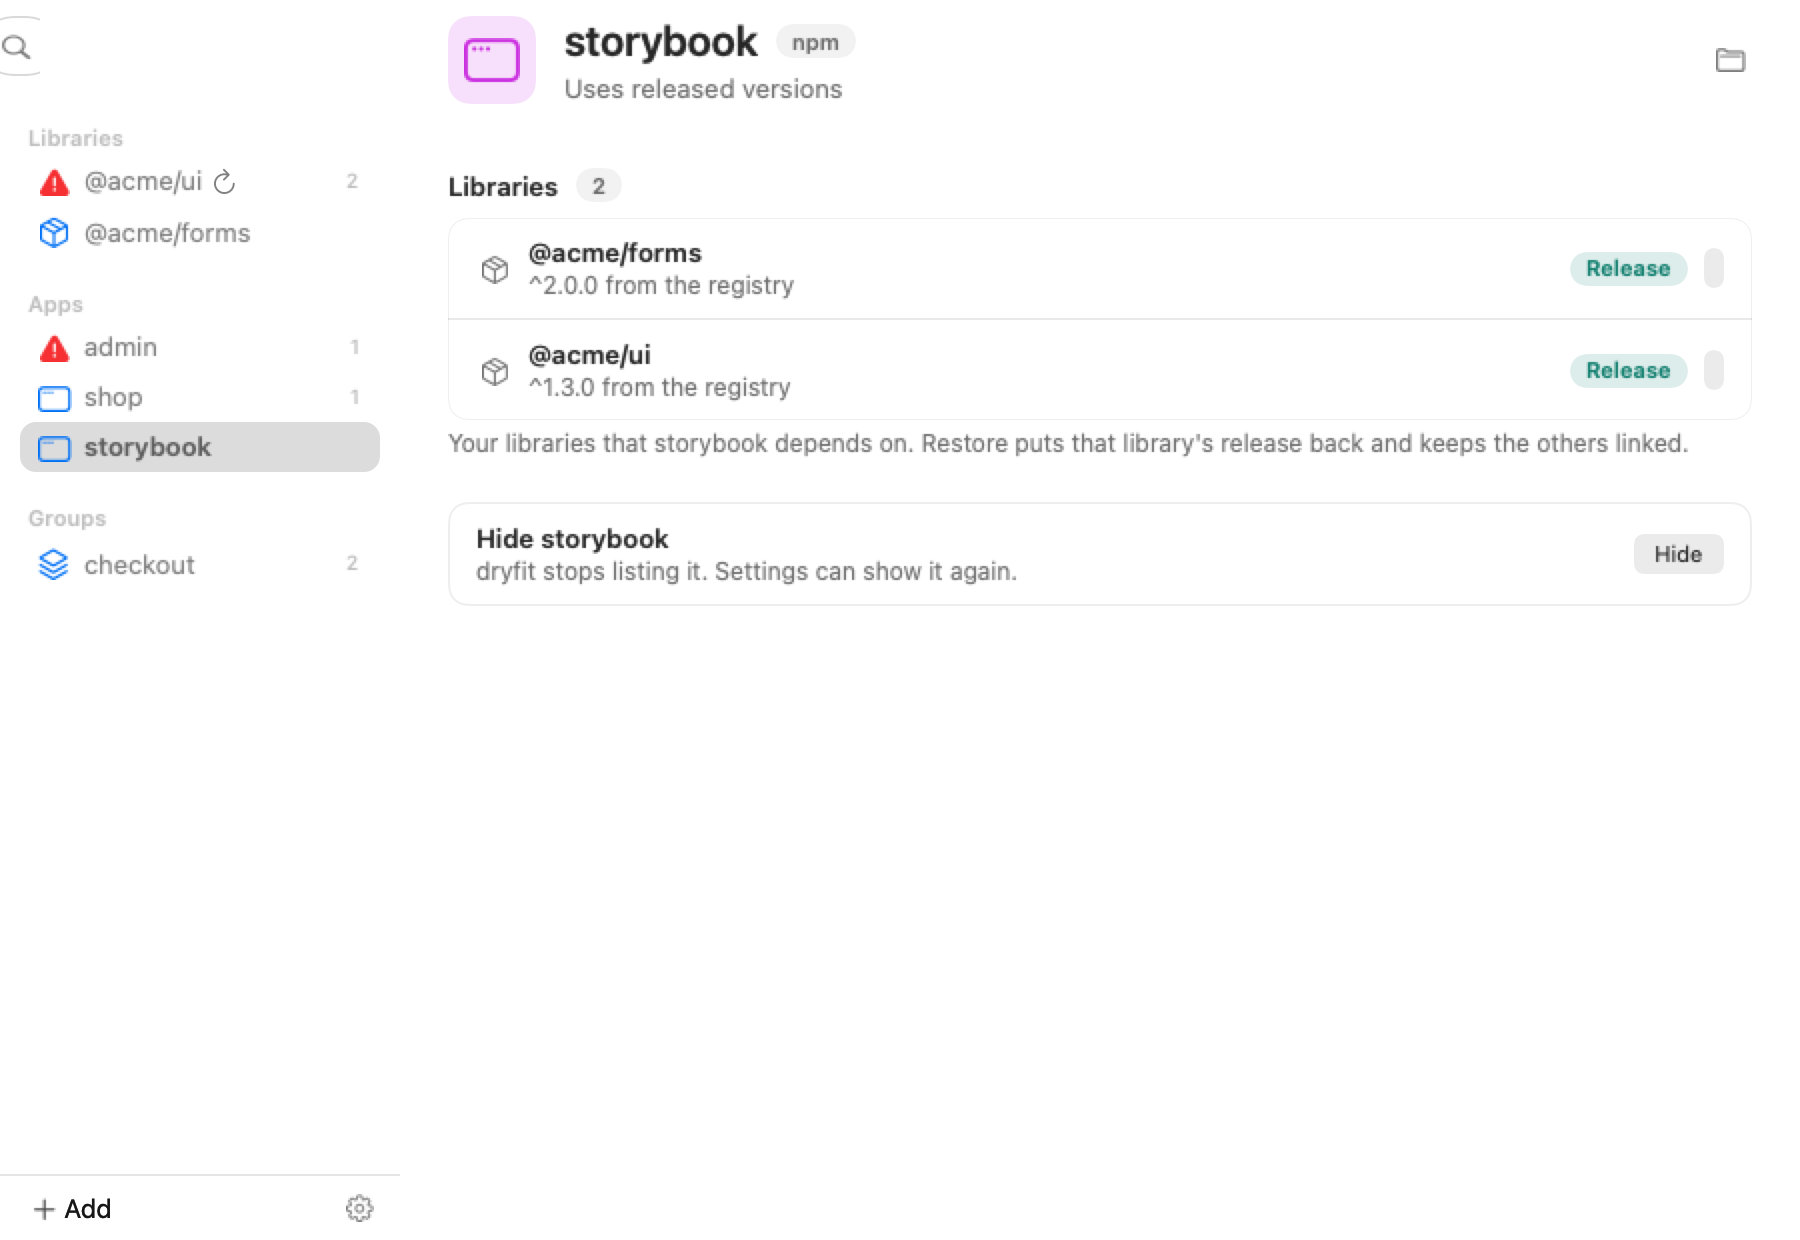 Libraries
@acme/ui 2
@acme/forms
Apps
admin 1
shop 1
storybook
Groups
checkout 2
+ Add
storybook npm
Uses released versions
Libraries 2
@acme/forms
^2.0.0 from the registry
Release
@acme/ui
^1.3.0 from the registry
Release
Your libraries that storybook depends on. Restore puts that library's release back and keeps the others linked.
Hide storybook
dryfit stops listing it. Settings can show it again.
Hide